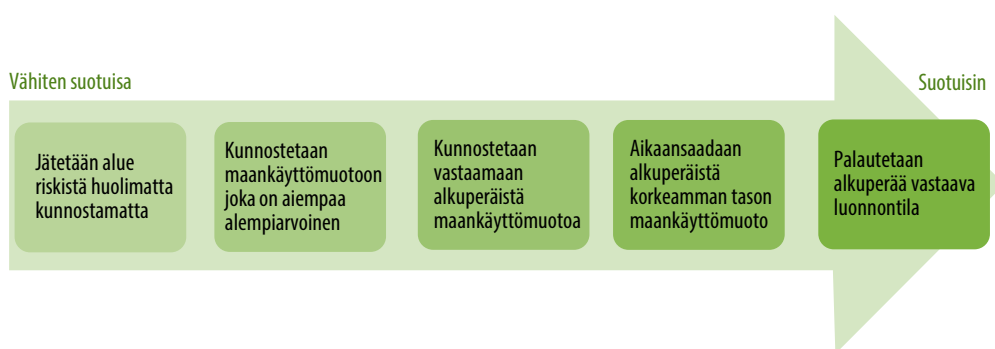 Vähiten suotuisa
Suotuisin
Jätetään alue
riskistä huolimatta
kunnostamatta
Kunnostetaan
maankäyttömuotoon
joka on aiempaa
alempiarvoinen
Kunnostetaan
vastaamaan
alkuperäistä
maankäyttömuotoa
Aikaansaadaan
alkuperäistä
korkeamman tason
maankäyttömuoto
Palautetaan
alkuperää vastaava
luonnontila